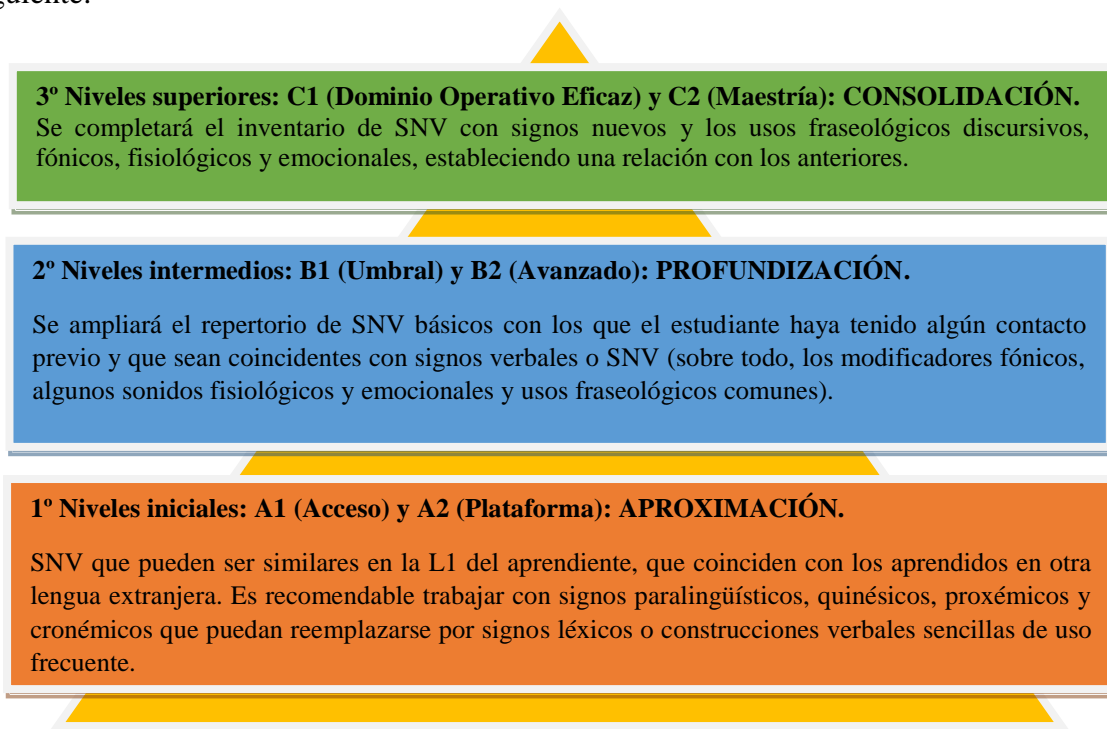 guiente:
3º Niveles superiores: C1 (Dominio Operativo Eficaz) y C2 (Maestría): CONSOLIDACIÓN.
Se completará el inventario de SNV con signos nuevos y los usos fraseológicos discursivos,
fónicos, fisiológicos y emocionales, estableciendo una relación con los anteriores.
2º Niveles intermedios: B1 (Umbral) y B2 (Avanzado): PROFUNDIZACIÓN.
Se ampliará el repertorio de SNV básicos con los que el estudiante haya tenido algún contacto
previo y que sean coincidentes con signos verbales o SNV (sobre todo, los modificadores fónicos,
algunos sonidos fisiológicos y emocionales y usos fraseológicos comunes).
1º Niveles iniciales: A1 (Acceso) y A2 (Plataforma): APROXIMACIÓN.
SNV que pueden ser similares en la L1 del aprendiente, que coinciden con los aprendidos en otra
lengua extranjera. Es recomendable trabajar con signos paralingüísticos, quinésicos, proxémicos y
cronémicos que puedan reemplazarse por signos léxicos o construcciones verbales sencillas de uso
frecuente.